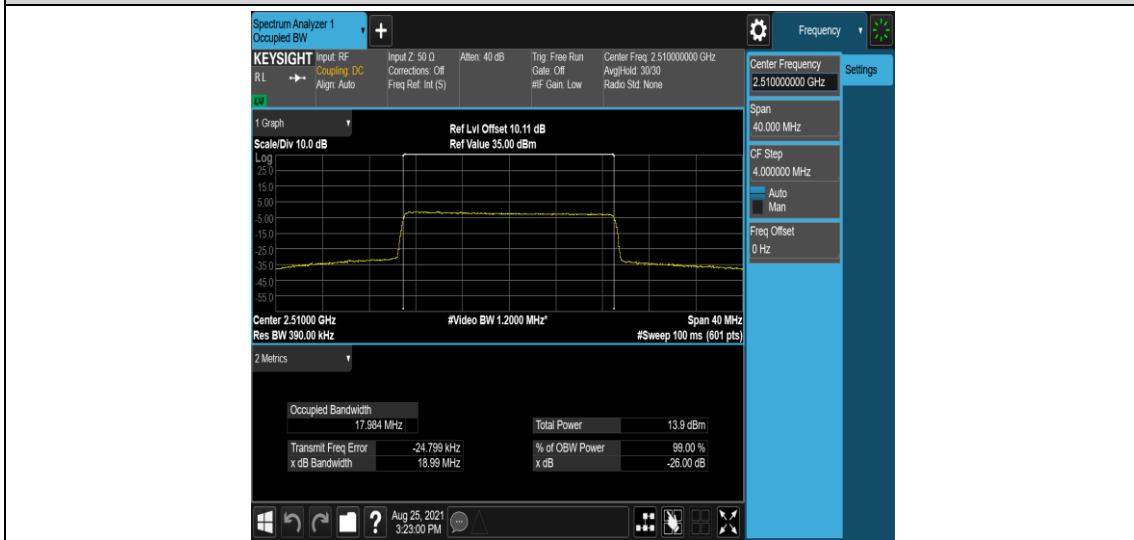 Spectrum Analyzer 1
Occupied BW
+
Frequency
KEYSIGHT
RL
LXI
Input: RF
Coupling: DC
Align: Auto
Input Z: 50 Ω
Corrections: Off
Freq Ref: Int (S)
Atten: 40 dB
Trig: Free Run
Gate: Off
#IF Gain: Low
Center Freq: 2.510000000 GHz
Avg|Hold: 30/30
Radio Std: None
Center Frequency
2.510000000 GHz
Settings
Span
40.000 MHz
CF Step
4.000000 MHz
Auto
Man
Freq Offset
0 Hz
1 Graph
Scale/Div 10.0 dB
Ref Lvl Offset 10.11 dB
Ref Value 35.00 dBm
Log
25.0
15.0
5.00
-5.00
-15.0
-25.0
-35.0
-45.0
-55.0
Center 2.51000 GHz
#Video BW 1.2000 MHz*
Span 40 MHz
Res BW 390.00 kHz
#Sweep 100 ms (601 pts)
2 Metrics
Occupied Bandwidth
17.984 MHz
Total Power 13.9 dBm
Transmit Freq Error -24.799 kHz
% of OBW Power 99.00 %
x dB Bandwidth 18.99 MHz
x dB -26.00 dB
?
Aug 25, 2021
3:23:00 PM